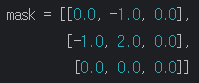 mask = [[0.0, -1.0, 0.0],
[-1.0, 2.0, 0.0],
[0.0, 0.0, 0.0]]